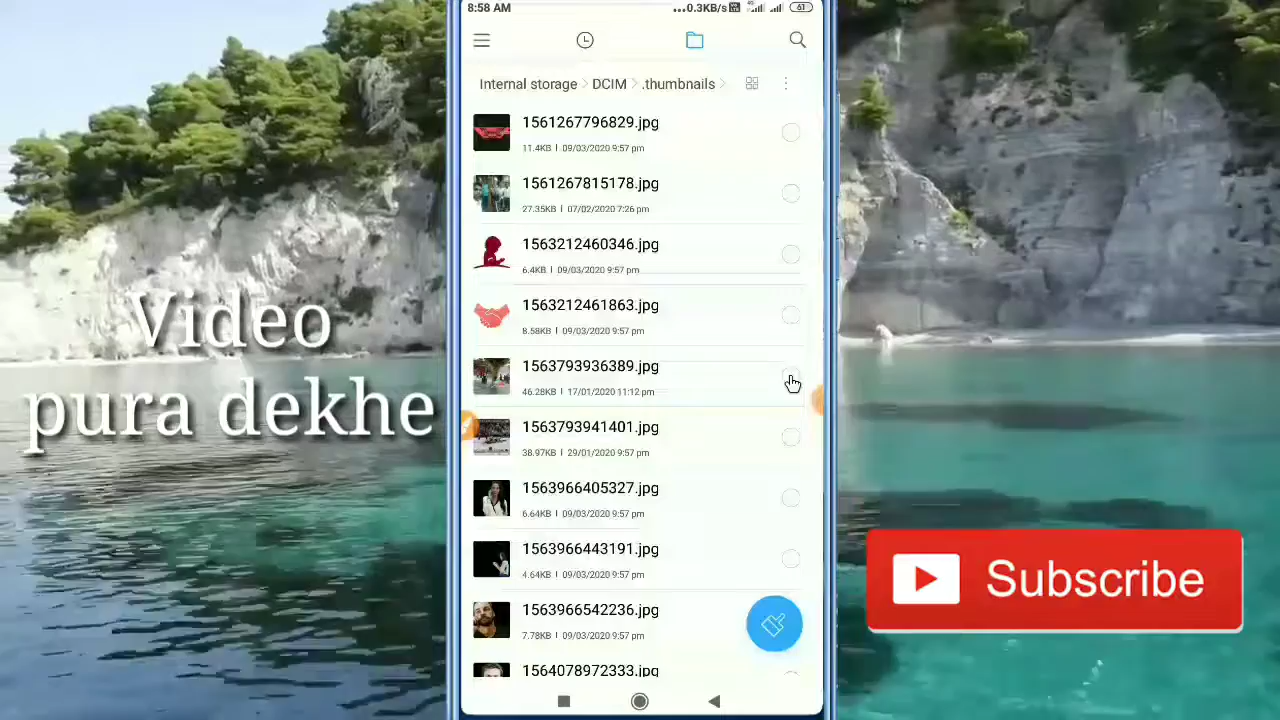 8:58 AM
...0.3KB/s
4G
61
Internal storage
DCIM
.thumbnails
1561267796829.jpg
11.4KB | 09/03/2020 9:57 pm
1561267815178.jpg
27.35KB | 07/02/2020 7:26 pm
1563212460346.jpg
6.4KB | 09/03/2020 9:57 pm
1563212461863.jpg
8.58KB | 09/03/2020 9:57 pm
1563793936389.jpg
46.28KB | 17/01/2020 11:12 pm
1563793941401.jpg
38.97KB | 29/01/2020 9:57 pm
1563966405327.jpg
6.64KB | 09/03/2020 9:57 pm
1563966443191.jpg
4.64KB | 09/03/2020 9:57 pm
1563966542236.jpg
7.78KB | 09/03/2020 9:57 pm
1564078972333.jpg
Video
pura dekhe
Subscribe